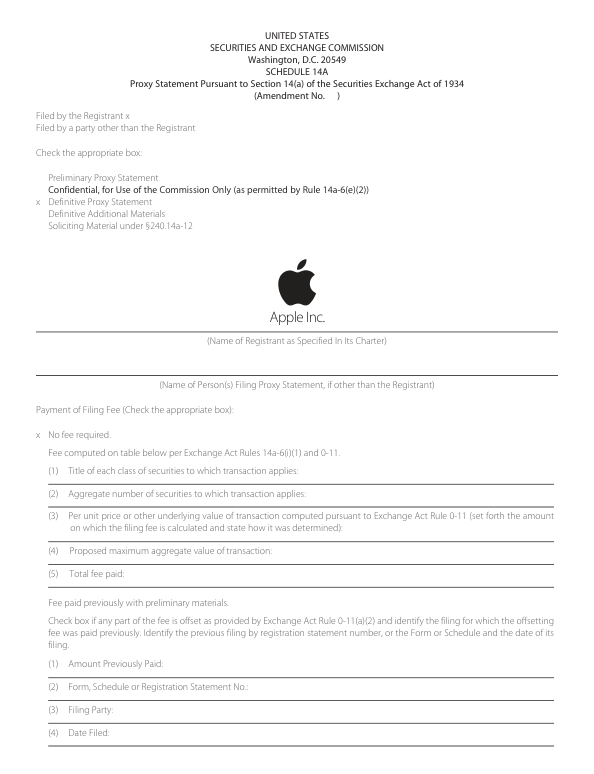 UNITED STATES
SECURITIES AND EXCHANGE COMMISSION
Washington, D.C. 20549
SCHEDULE 14A
Proxy Statement Pursuant to Section 14(a) of the Securities Exchange Act of 1934
(Amendment No. )
Filed by the Registrant x
Filed by a party other than the Registrant
Check the appropriate box:
Preliminary Proxy Statement
Confidential, for Use of the Commission Only (as permitted by Rule 14a-6(e)(2))
x Definitive Proxy Statement
Definitive Additional Materials
Soliciting Material under §240.14a-12
Apple Inc.
(Name of Registrant as Specified In Its Charter)
(Name of Person(s) Filing Proxy Statement, if other than the Registrant)
Payment of Filing Fee (Check the appropriate box):
x No fee required.
Fee computed on table below per Exchange Act Rules 14a-6(i)(1) and 0-11.
(1) Title of each class of securities to which transaction applies:
(2) Aggregate number of securities to which transaction applies:
(3) Per unit price or other underlying value of transaction computed pursuant to Exchange Act Rule 0-11 (set forth the amount
on which the filing fee is calculated and state how it was determined):
(4) Proposed maximum aggregate value of transaction:
(5) Total fee paid:
Fee paid previously with preliminary materials.
Check box if any part of the fee is offset as provided by Exchange Act Rule 0-11(a)(2) and identify the filing for which the offsetting
fee was paid previously. Identify the previous filing by registration statement number, or the Form or Schedule and the date of its
filing.
(1) Amount Previously Paid:
(2) Form, Schedule or Registration Statement No.:
(3) Filing Party:
(4) Date Filed: